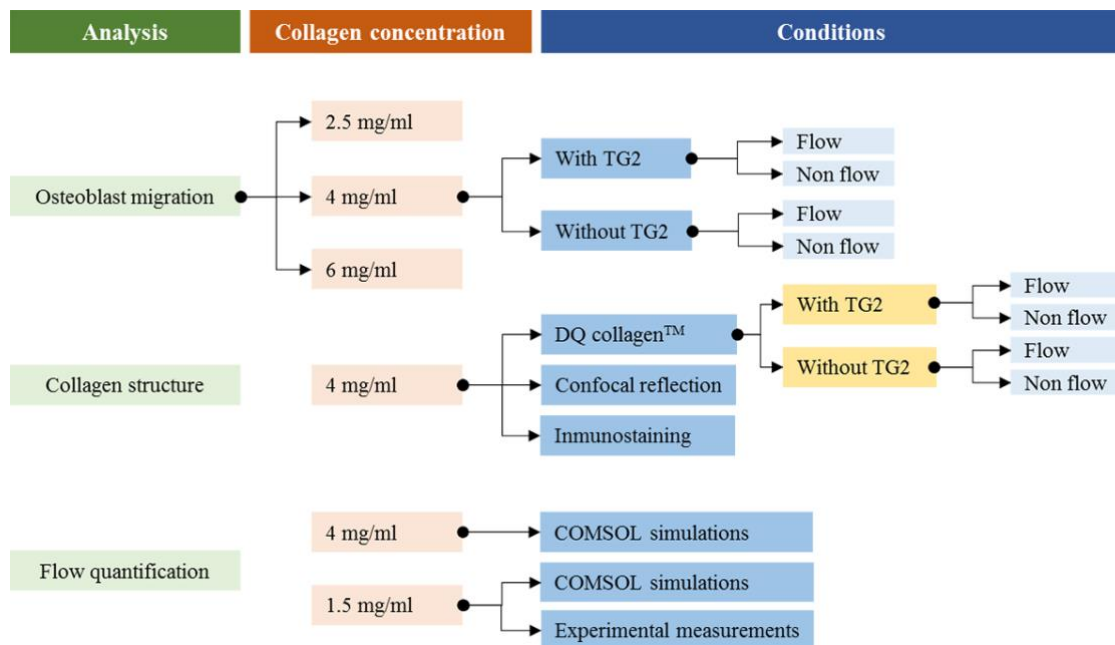 Analysis
Collagen concentration
Conditions
2.5 mg/ml
Osteoblast migration
4 mg/ml
6 mg/ml
With TG2
Flow
Non flow
Without TG2
Flow
Non flow
Collagen structure
4 mg/ml
DQ collagen™
With TG2
Flow
Non flow
Without TG2
Flow
Non flow
Confocal reflection
Inmunostaining
Flow quantification
4 mg/ml
COMSOL simulations
1.5 mg/ml
COMSOL simulations
Experimental measurements